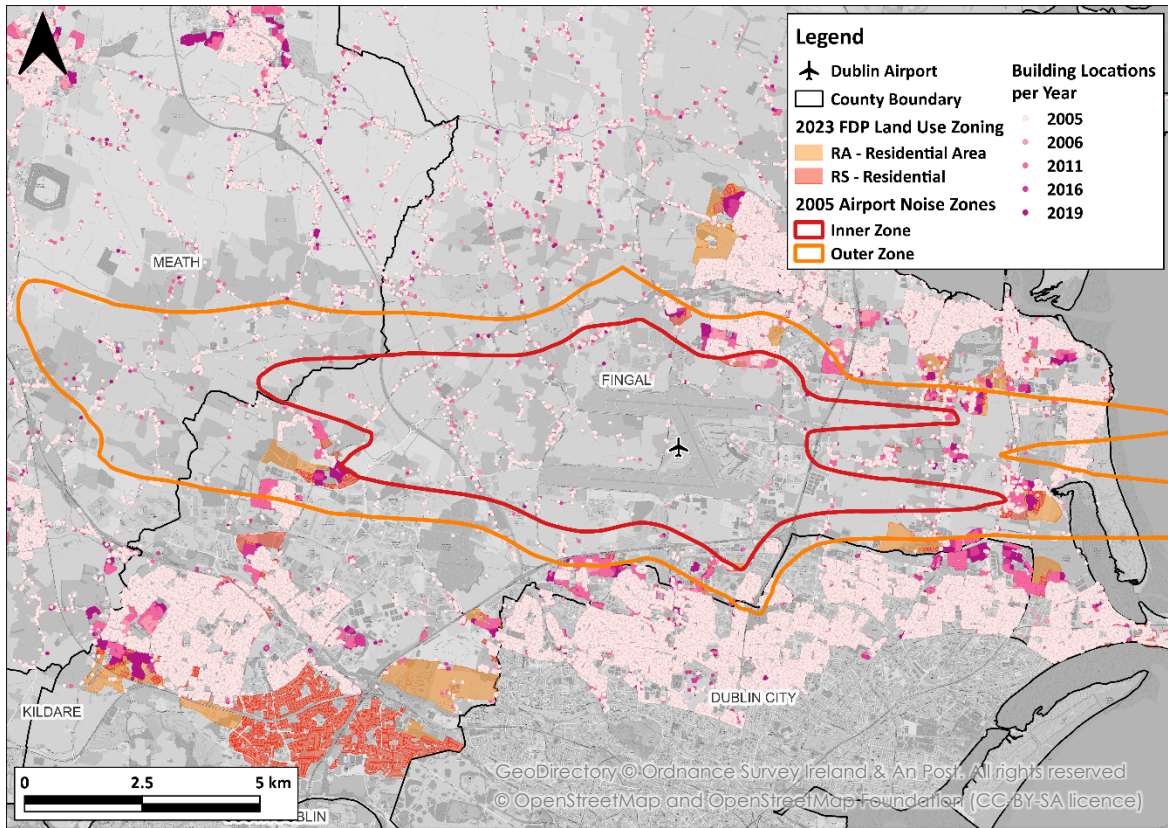 Legend
Dublin Airport
County Boundary
2023 FDP Land Use Zoning
RA - Residential Area
RS - Residential
2005 Airport Noise Zones
Inner Zone
Outer Zone
Building Locations
per Year
2005
2006
2011
2016
2019
MEATH
FINGAL
DUBLIN CITY
KILDARE
0 2.5 5 km
DUBLIN
GeoDirectory © Ordnance Survey Ireland & An Post. All rights reserved
© OpenStreetMap and OpenStreetMap Foundation (CC-BY-SA licence)